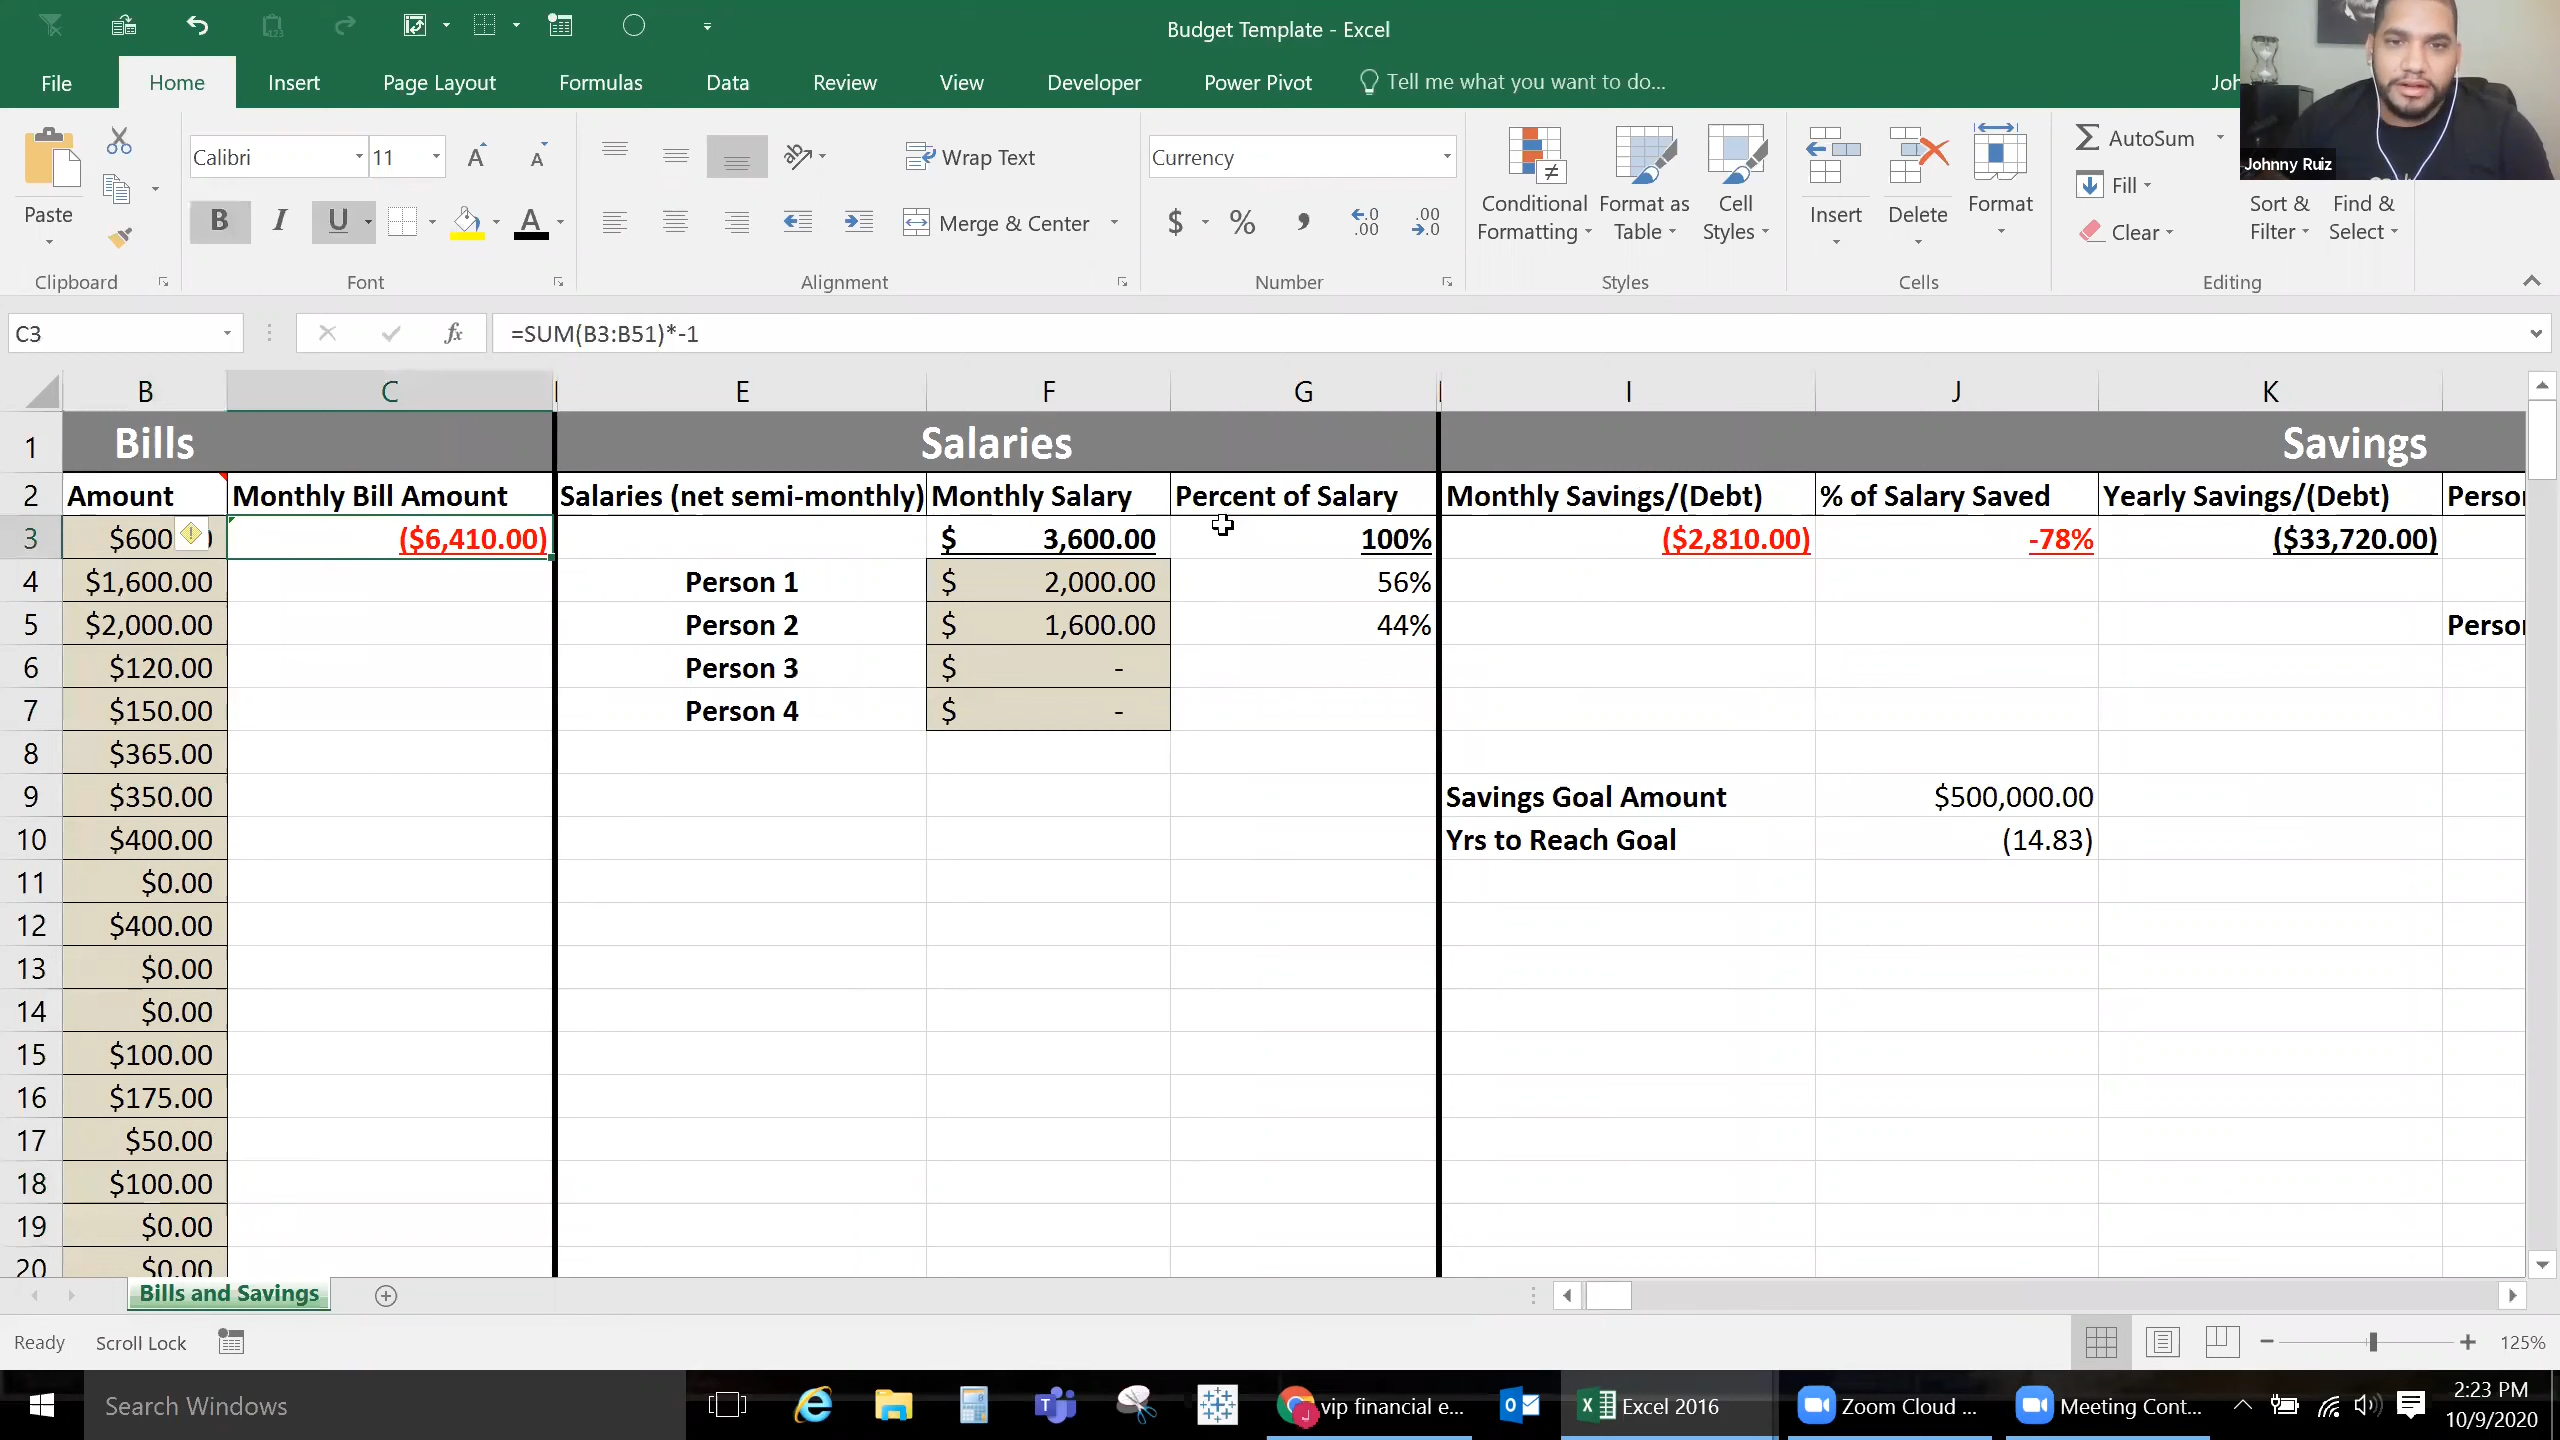 Budget Template - Excel
File Home Insert Page Layout Formulas Data Review View Developer Power Pivot Tell me what you want to do...
Johnny Ruiz
Paste
Clipboard
Calibri 11
B I U
Font
Wrap Text
Merge & Center
Alignment
Currency
$ % ,
Number
Conditional Formatting
Format as Table
Cell Styles
Styles
Insert Delete Format
Cells
AutoSum
Fill
Clear
Sort & Filter
Find & Select
Editing
C3 fx =SUM(B3:B51)*-1
B C E F G I J K
1 Bills Salaries Savings
2 Amount Monthly Bill Amount Salaries (net semi-monthly) Monthly Salary Percent of Salary Monthly Savings/(Debt) % of Salary Saved Yearly Savings/(Debt)
3 $600 ($6,410.00) $ 3,600.00 100% ($2,810.00) -78% ($33,720.00)
4 $1,600.00 Person 1 $ 2,000.00 56%
5 $2,000.00 Person 2 $ 1,600.00 44%
6 $120.00 Person 3 $ -
7 $150.00 Person 4 $ -
8 $365.00
9 $350.00 Savings Goal Amount $500,000.00
10 $400.00 Yrs to Reach Goal (14.83)
11 $0.00
12 $400.00
13 $0.00
14 $0.00
15 $100.00
16 $175.00
17 $50.00
18 $100.00
19 $0.00
20 $0.00
Bills and Savings
Ready Scroll Lock 125%
Search Windows vip financial e... Excel 2016 Zoom Cloud ... Meeting Cont... 2:23 PM
10/9/2020